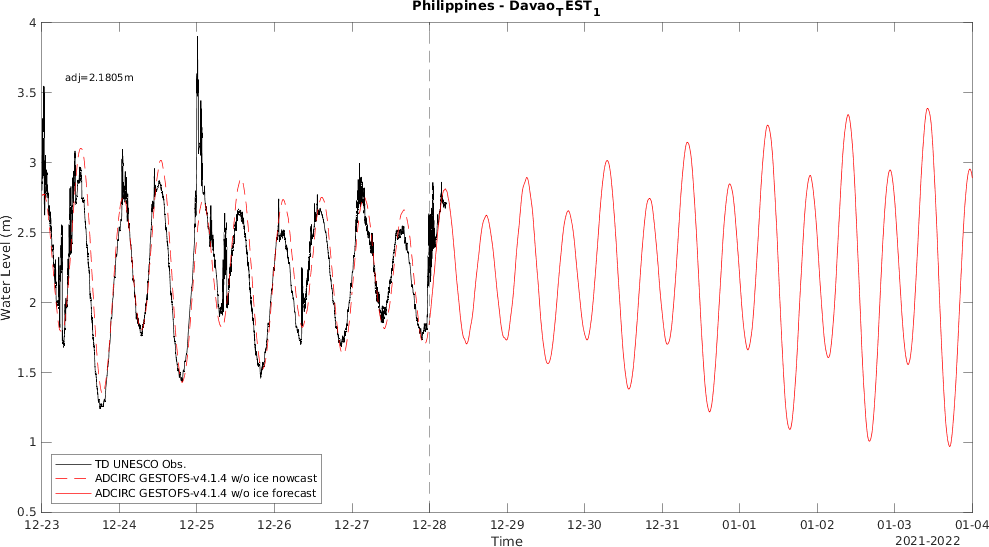 Philippines - Davao_TEST_1
4
adj=2.1805m
3.5
3
2.5
2
1.5
1
0.5
Water Level (m)
TD UNESCO Obs.
ADCIRC GESTOFS-v4.1.4 w/o ice nowcast
ADCIRC GESTOFS-v4.1.4 w/o ice forecast
12-23 12-24 12-25 12-26 12-27 12-28 12-29 12-30 12-31 01-01 01-02 01-03 01-04
Time
2021-2022